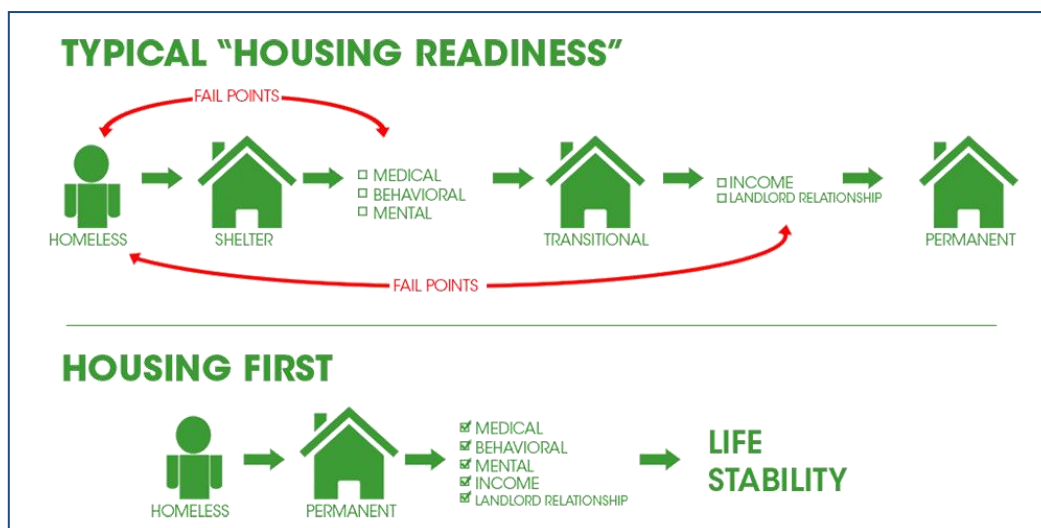 TYPICAL “HOUSING READINESS”
FAIL POINTS
MEDICAL
BEHAVIORAL
MENTAL
INCOME
LANDLORD RELATIONSHIP
HOMELESS
SHELTER
TRANSITIONAL
PERMANENT
FAIL POINTS
HOUSING FIRST
MEDICAL
BEHAVIORAL
MENTAL
INCOME
LANDLORD RELATIONSHIP
LIFE
STABILITY
HOMELESS
PERMANENT